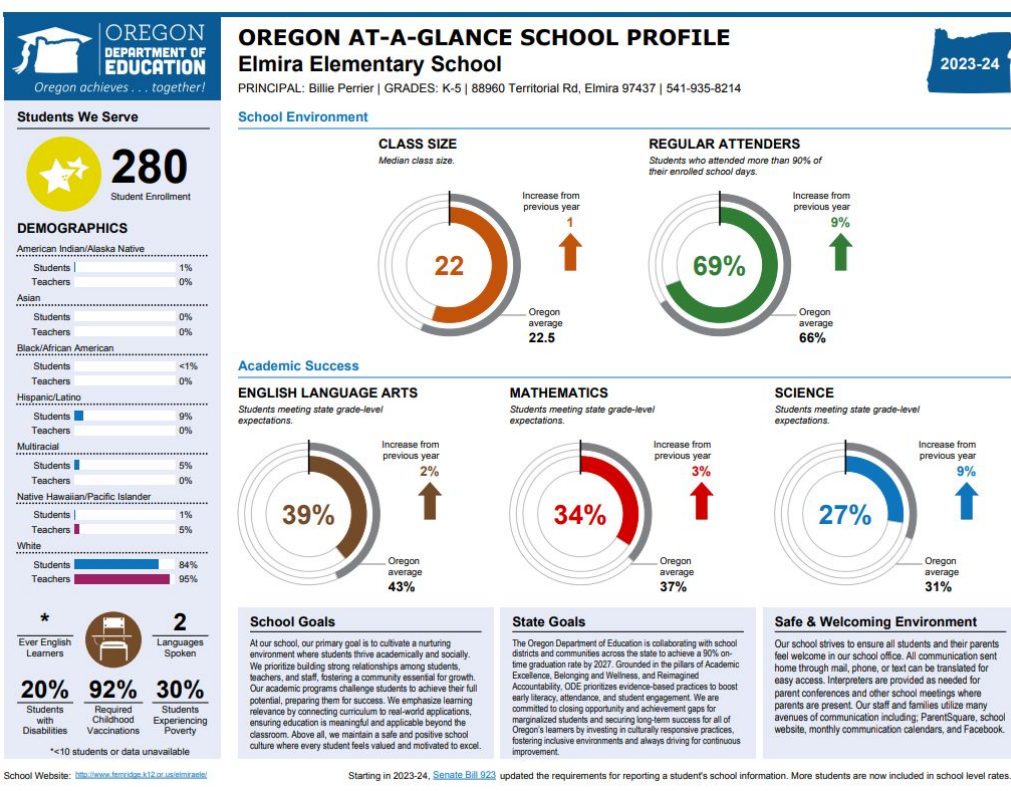 OREGON
DEPARTMENT OF
EDUCATION
Oregon achieves . . . together!
OREGON AT-A-GLANCE SCHOOL PROFILE
Elmira Elementary School
PRINCIPAL: Billie Perrier | GRADES: K-5 | 88960 Territorial Rd, Elmira 97437 | 541-935-8214
2023-24
Students We Serve
280
Student Enrollment
DEMOGRAPHICS
American Indian/Alaska Native
Students 1%
Teachers 0%
Asian
Students 0%
Teachers 0%
Black/African American
Students <1%
Teachers 0%
Hispanic/Latino
Students 9%
Teachers 0%
Multiracial
Students 5%
Teachers 0%
Native Hawaiian/Pacific Islander
Students 1%
Teachers 5%
White
Students 84%
Teachers 95%
*
Ever English
Learners
2
Languages
Spoken
20%
Students
with
Disabilities
92%
Required
Childhood
Vaccinations
30%
Students
Experiencing
Poverty
*<10 students or data unavailable
School Environment
CLASS SIZE
Median class size.
22
Increase from
previous year
1
Oregon
average
22.5
REGULAR ATTENDERS
Students who attended more than 90% of
their enrolled school days.
69%
Increase from
previous year
9%
Oregon
average
66%
Academic Success
ENGLISH LANGUAGE ARTS
Students meeting state grade-level
expectations.
39%
Increase from
previous year
2%
Oregon
average
43%
MATHEMATICS
Students meeting state grade-level
expectations.
34%
Increase from
previous year
3%
Oregon
average
37%
SCIENCE
Students meeting state grade-level
expectations.
27%
Increase from
previous year
9%
Oregon
average
31%
School Goals
At our school, our primary goal is to cultivate a nurturing
environment where students thrive academically and socially.
We prioritize building strong relationships among students,
teachers, and staff, fostering a community essential for growth.
Our academic programs challenge students to achieve their full
potential, preparing them for success. We emphasize learning
relevance by connecting curriculum to real-world applications,
ensuring education is meaningful and applicable beyond the
classroom. Above all, we maintain a safe and positive school
culture where every student feels valued and motivated to excel.
State Goals
The Oregon Department of Education is collaborating with school
districts and communities across the state to achieve a 90% on-
time graduation rate by 2027. Grounded in the pillars of Academic
Excellence, Belonging and Wellness, and Reimagined
Accountability, ODE prioritizes evidence-based practices to boost
early literacy, attendance, and student engagement. We are
committed to closing opportunity and achievement gaps for
marginalized students and securing long-term success for all of
Oregon's learners by investing in culturally responsive practices,
fostering inclusive environments and always driving for continuous
improvement.
Safe & Welcoming Environment
Our school strives to ensure all students and their parents
feel welcome in our school office. All communication sent
home through mail, phone, or text can be translated for
easy access. Interpreters are provided as needed for
parent conferences and other school meetings where
parents are present. Our staff and families utilize many
avenues of communication including; ParentSquare, school
website, monthly communication calendars, and Facebook.
School Website: http://www.fernridge.k12.or.us/elmiraele/
Starting in 2023-24, Senate Bill 923 updated the requirements for reporting a student's school information. More students are now included in school level rates.